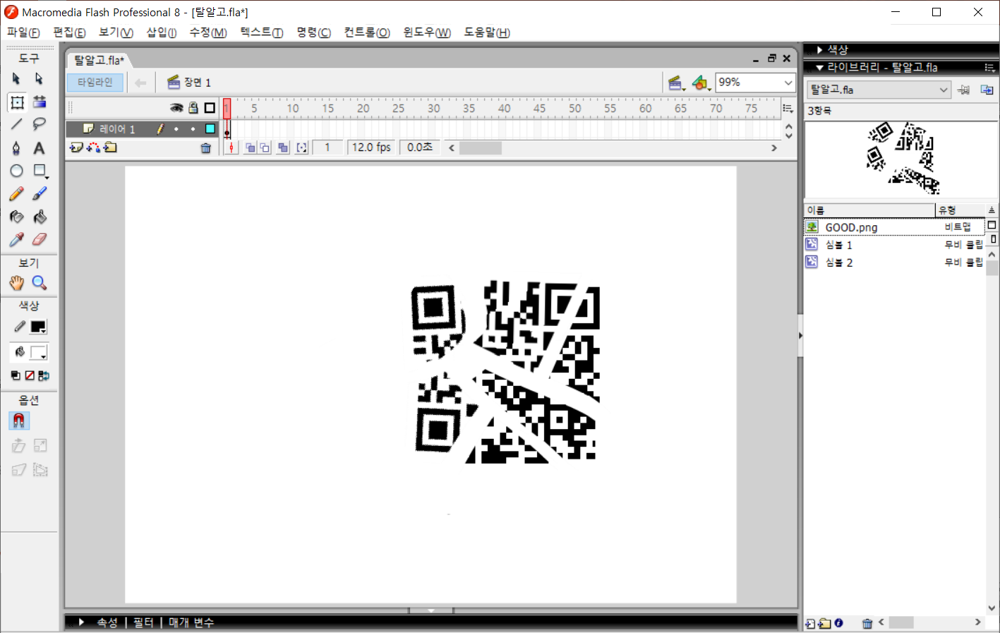 Macromedia Flash Professional 8 - [탈알고.fla*]
파일(F) 편집(E) 보기(V) 삽입(I) 수정(M) 텍스트(T) 명령(C) 컨트롤(O) 윈도우(W) 도움말(H)
도구
탈알고.fla*
타임라인
장면 1
99%
1 5 10 15 20 25 30 35 40 45 50 55 60 65 70 75
레이어 1
1 12.0 fps 0.0초
보기
색상
옵션
속성 | 필터 | 매개 변수
색상
라이브러리 - 탈알고.fla
탈알고.fla
3항목
이름 유형
GOOD.png 비트맵
심볼 1 무비 클립
심볼 2 무비 클립